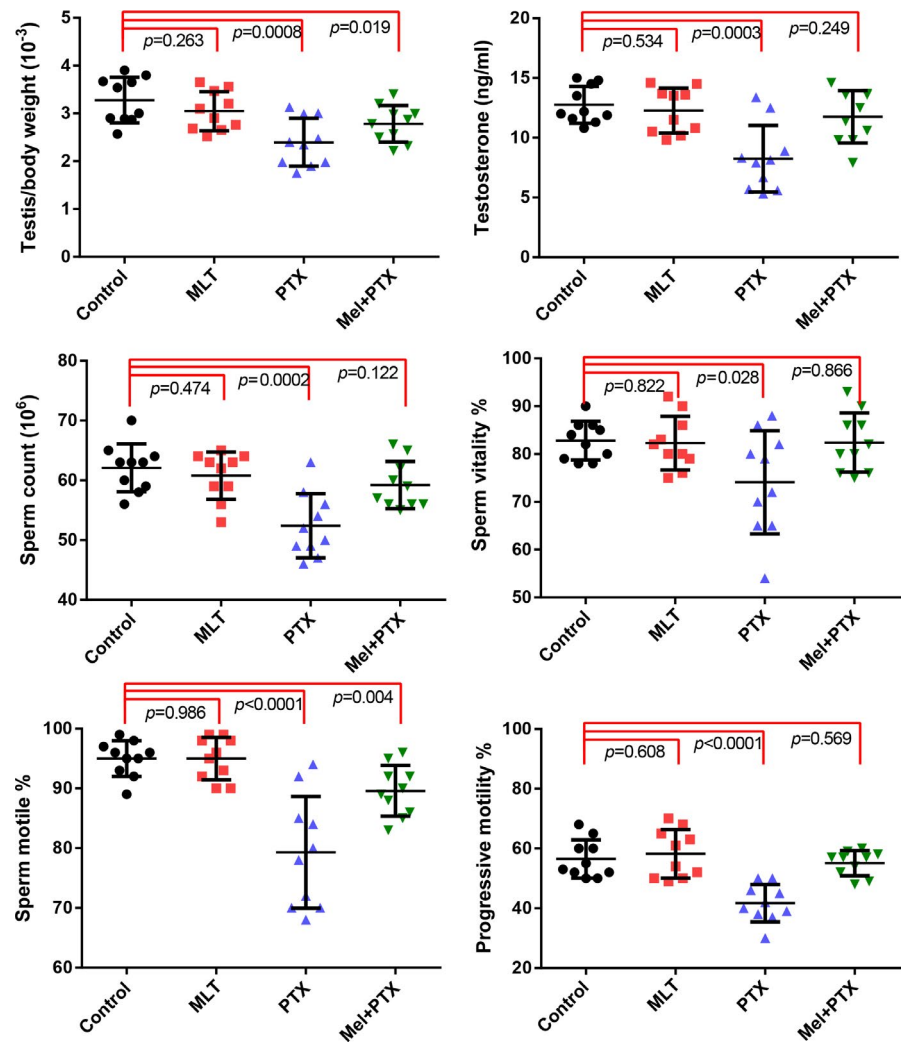 Testis/body weight (10-3)
p=0.263
p=0.0008
p=0.019
5
4
3
2
1
0
Control
MLT
PTX
Mel+PTX
Testosterone (ng/ml)
p=0.534
p=0.0003
p=0.249
20
15
10
5
0
Control
MLT
PTX
Mel+PTX
Sperm count (106)
p=0.474
p=0.0002
p=0.122
80
70
60
50
40
Control
MLT
PTX
Mel+PTX
Sperm vitality %
p=0.822
p=0.028
p=0.866
100
90
80
70
60
50
Control
MLT
PTX
Mel+PTX
Sperm motile %
p=0.986
p<0.0001
p=0.004
100
90
80
70
60
Control
MLT
PTX
Mel+PTX
Progressive motility %
p=0.608
p<0.0001
p=0.569
100
80
60
40
20
Control
MLT
PTX
Mel+PTX